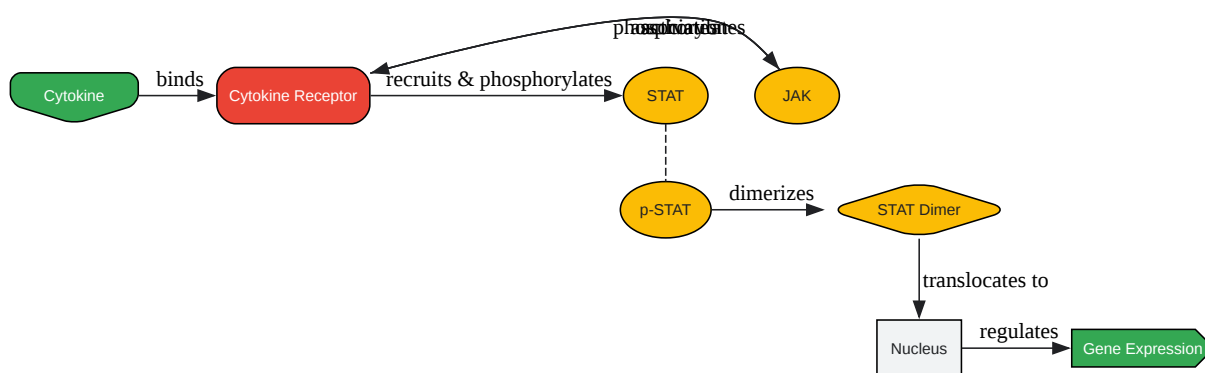 Cytokine
binds
Cytokine Receptor
recruits & phosphorylates
STAT
JAK
p-STAT
dimerizes
STAT Dimer
translocates to
Nucleus
regulates
Gene Expression